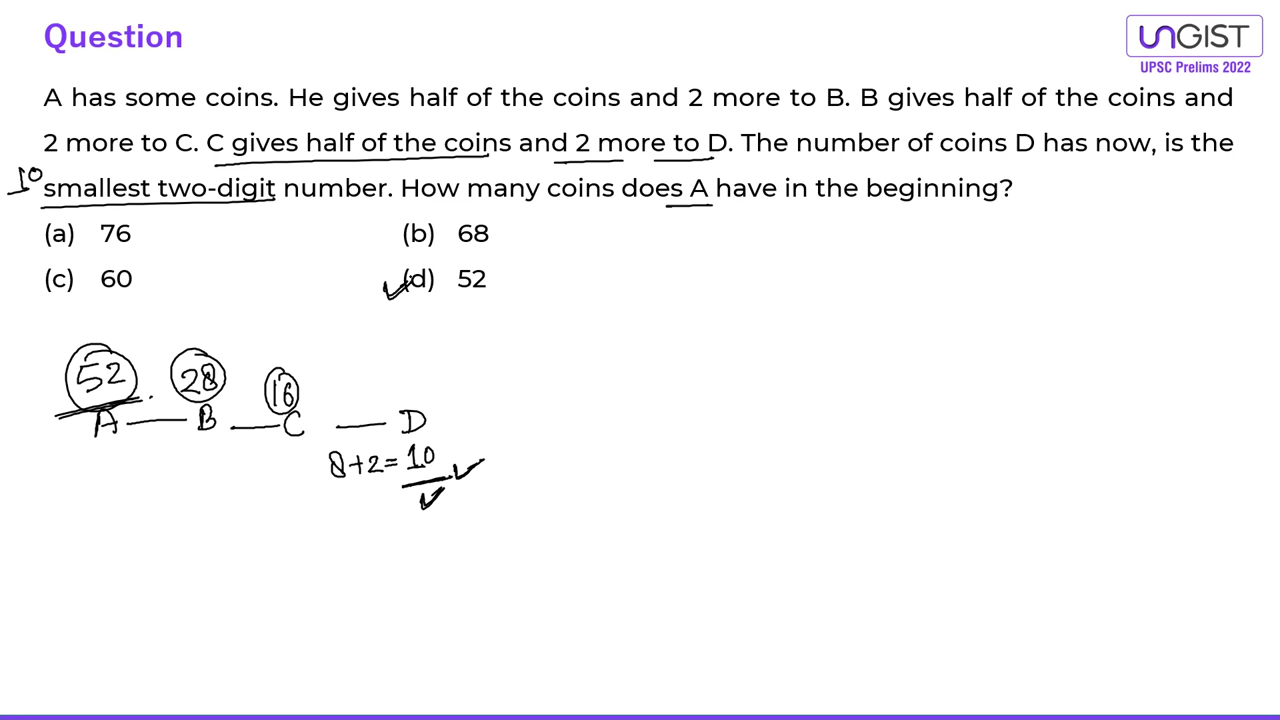 Question
UNGIST
UPSC Prelims 2022
A has some coins. He gives half of the coins and 2 more to B. B gives half of the coins and
2 more to C. C gives half of the coins and 2 more to D. The number of coins D has now, is the
10 smallest two-digit number. How many coins does A have in the beginning?
(a) 76 (b) 68
(c) 60 (d) 52
52 28 16
A B C D
8+2=10